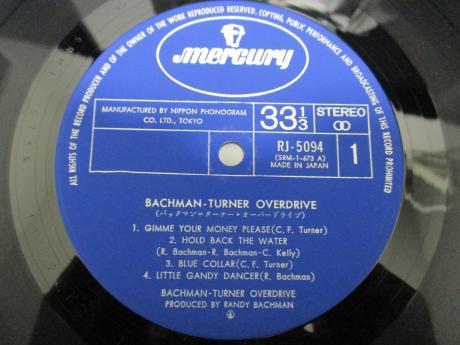 ALL RIGHTS OF THE RECORD PRODUCER AND OF THE OWNER OF THE WORK REPRODUCED RESERVED. COPYING, PUBLIC PERFORMANCE AND BROADCASTING OF THIS RECORD PROHIBITED
mercury
MANUFACTURED BY NIPPON PHONOGRAM
CO. LTD., TOKYO
33 1/3
STEREO
RJ-5094
(SRM-1-673 A)
MADE IN JAPAN
1
BACHMAN-TURNER OVERDRIVE
(バックマン=ターナー・オーバードライブ)
1. GIMME YOUR MONEY PLEASE(C. F. Turner)
2. HOLD BACK THE WATER
(R. Bachman-R. Bachman-C. Kelly)
3. BLUE COLLAR(C. F. Turner)
4. LITTLE GANDY DANCER(R. Bachman)
BACHMAN-TURNER OVERDRIVE
PRODUCED BY RANDY BACHMAN